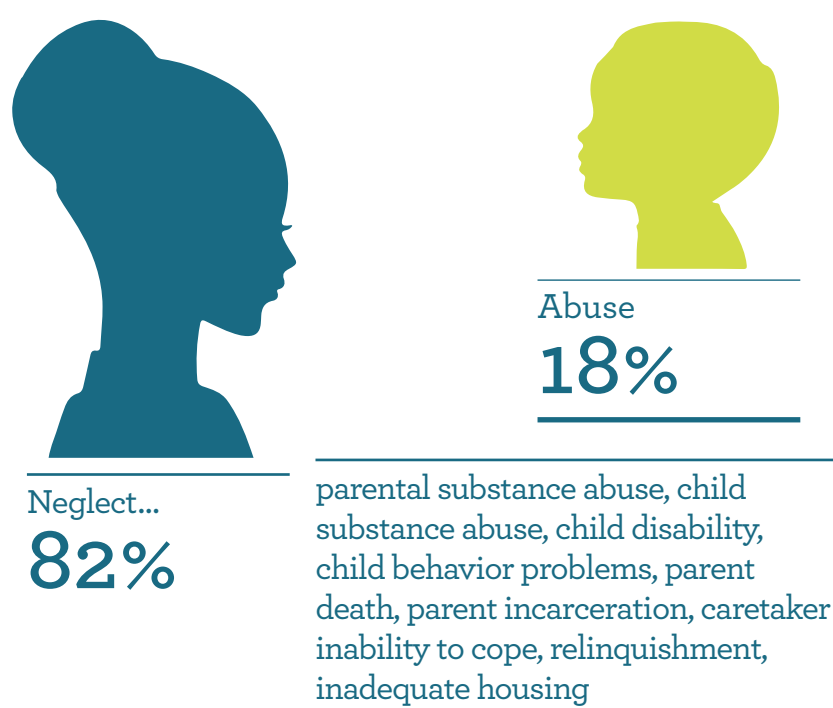 Abuse
18%
Neglect...
82%
parental substance abuse, child
substance abuse, child disability,
child behavior problems, parent
death, parent incarceration, caretaker
inability to cope, relinquishment,
inadequate housing